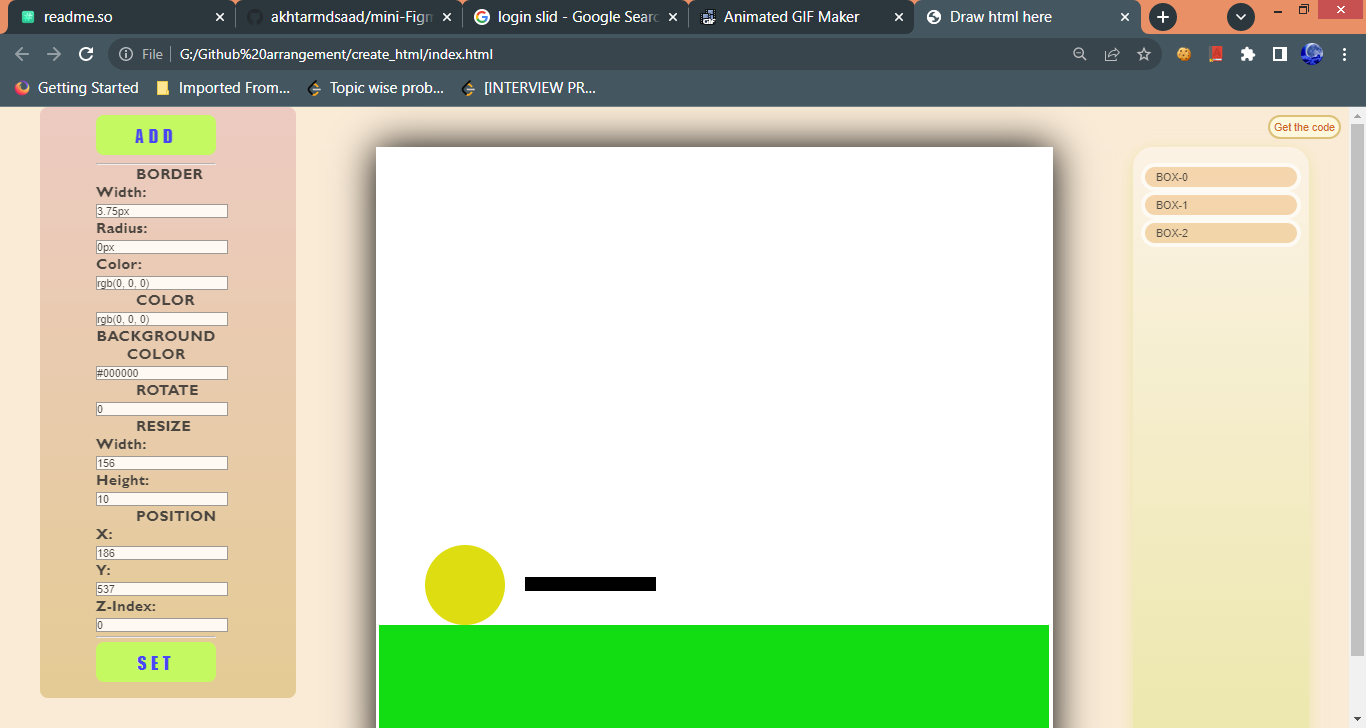 readme.so
akhtarmdsaad/mini-Figm
login slid - Google Searc
Animated GIF Maker
Draw html here
File
G:/Github%20arrangement/create_html/index.html
Getting Started
Imported From...
Topic wise prob...
[INTERVIEW PR...
ADD
BORDER
Width:
3.75px
Radius:
0px
Color:
rgb(0, 0, 0)
COLOR
rgb(0, 0, 0)
BACKGROUND
COLOR
#000000
ROTATE
0
RESIZE
Width:
156
Height:
10
POSITION
X:
186
Y:
537
Z-Index:
0
SET
Get the code
BOX-0
BOX-1
BOX-2